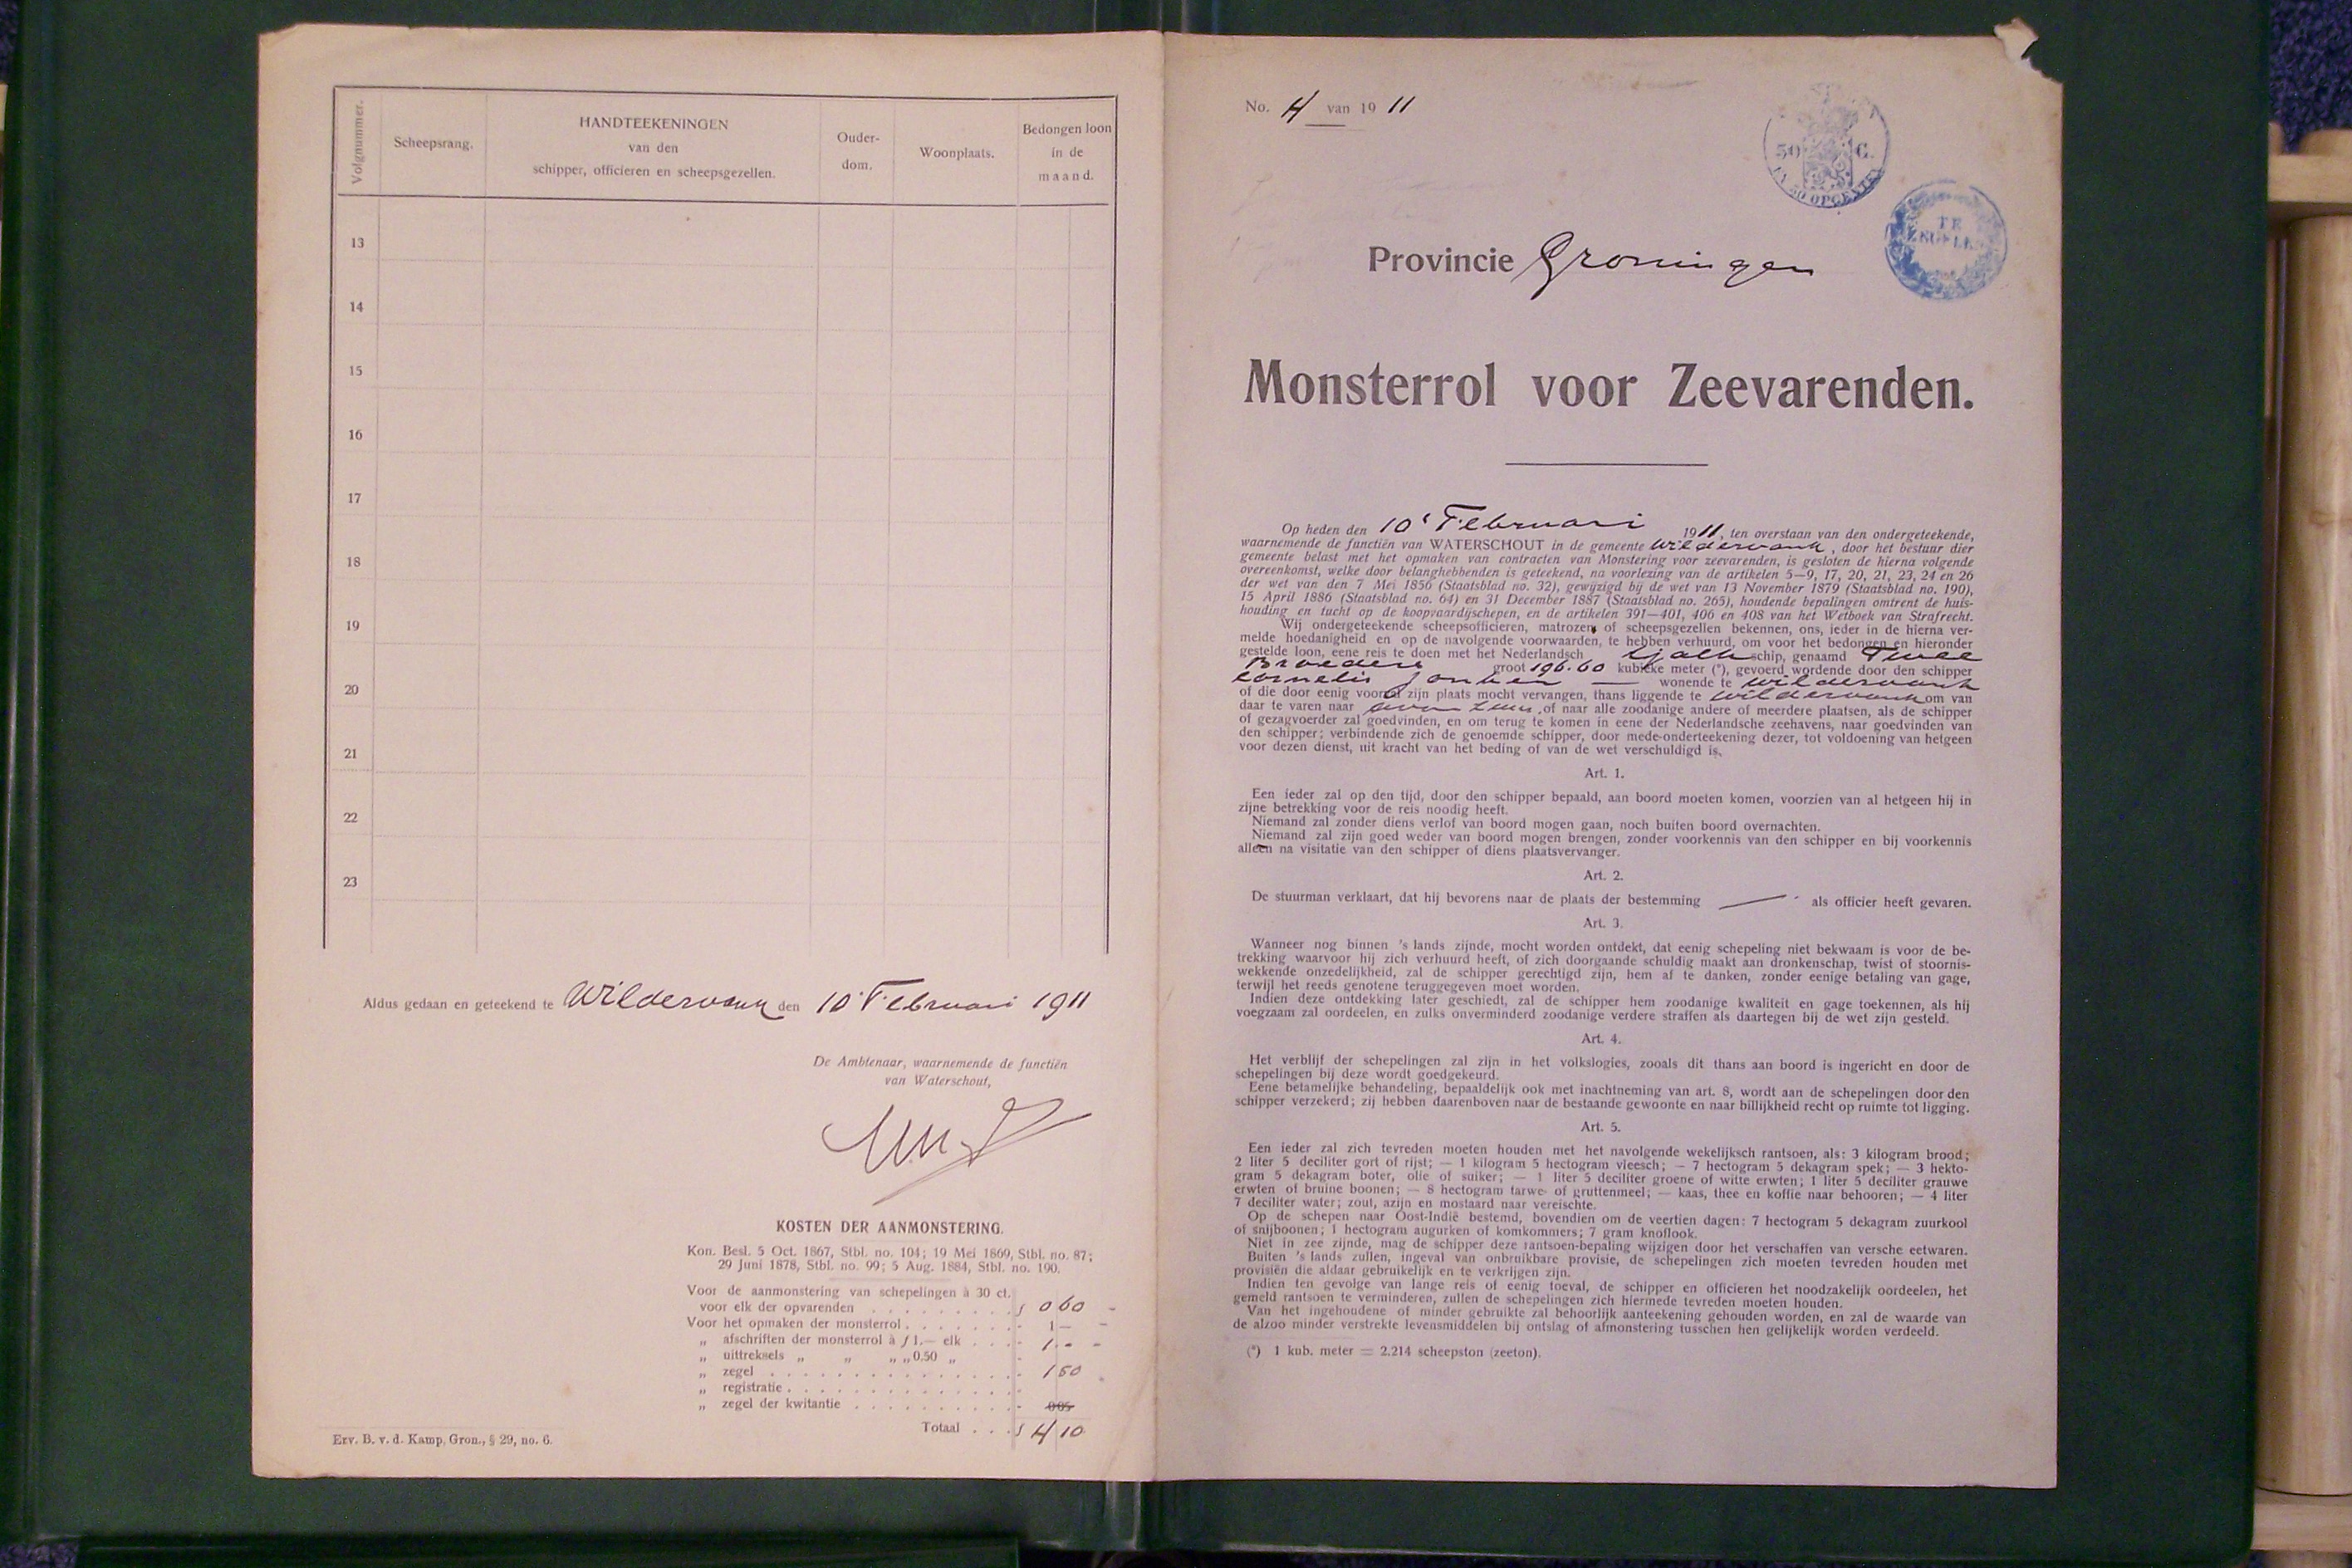 Volgnummer.
Scheepsrang.
HANDTEEKENINGEN
van den
schipper, officieren en scheepsgezellen.
Ouder-
dom.
Woonplaats.
Bedongen loon
in de
maand.
13
14
15
16
17
18
19
20
21
22
23
Aldus gedaan en geteekend te Wildervank den 10 Februari 1911
De Ambtenaar, waarnemende de functiën
van Waterschout,
KOSTEN DER AANMONSTERING.
Kon. Besl. 5 Oct. 1867, Stbl. no. 104; 19 Mei 1869, Stbl. no. 87;
29 Juni 1878, Stbl. no. 99; 5 Aug. 1884, Stbl. no. 190.
Voor de aanmonstering van schepelingen à 30 ct.
voor elk der opvarenden . . . . . . . . . f 0 60 -
Voor het opmaken der monsterrol . . . . . . . - 1 -
„ afschriften der monsterrol à f 1.— elk . . . - 1 . -
„ uittreksels „ „ „ „ 0.50 „ -
„ zegel . . . . . . . . . . . . . . . . - 1 50
„ registratie . . . . . . . . . . . . . . -
„ zegel der kwitantie . . . . . . . . . . - 0 05
Totaal . . . f 4 10
Erv. B. v. d. Kamp, Gron., § 29, no. 6.
No. 4 van 19 11
50 C.
EN 50 OPCENTEN
TE
ZEGELEN
Provincie Groningen
Monsterrol voor Zeevarenden.
Op heden den 10 Februari 1911, ten overstaan van den ondergeteekende,
waarnemende de functiën van WATERSCHOUT in de gemeente Wildervank, door het bestuur dier
gemeente belast met het opmaken van contracten van Monstering voor zeevarenden, is gesloten de hierna volgende
overeenkomst, welke door belanghebbenden is geteekend, na voorlezing van de artikelen 5—9, 17, 20, 21, 23, 24 en 26
der wet van den 7 Mei 1856 (Staatsblad no. 32), gewijzigd bij de wet van 13 November 1879 (Staatsblad no. 190),
15 April 1886 (Staatsblad no. 64) en 31 December 1887 (Staatsblad no. 265), houdende bepalingen omtrent de huis-
houding en tucht op de koopvaardijschepen, en de artikelen 391—401, 406 en 408 van het Wetboek van Strafrecht.
Wij ondergeteekende scheepsofficieren, matrozen of scheepsgezellen bekennen, ons, ieder in de hierna ver-
melde hoedanigheid en op de navolgende voorwaarden, te hebben verhuurd, om voor het bedongen en hieronder
gestelde loon, eene reis te doen met het Nederlandsch tjalk schip, genaamd Twee
Broeders groot 196.60 kubieke meter (*), gevoerd wordende door den schipper
Cornelis Jonker — wonende te Wildervank
of die door eenig voorval zijn plaats mocht vervangen, thans liggende te Wildervank om van
daar te varen naar over Zee, of naar alle zoodanige andere of meerdere plaatsen, als de schipper
of gezagvoerder zal goedvinden, en om terug te komen in eene der Nederlandsche zeehavens, naar goedvinden van
den schipper; verbindende zich de genoemde schipper, door mede-onderteekening dezer, tot voldoening van hetgeen
voor dezen dienst, uit kracht van het beding of van de wet verschuldigd is.
Art. 1.
Een ieder zal op den tijd, door den schipper bepaald, aan boord moeten komen, voorzien van al hetgeen hij in
zijne betrekking voor de reis noodig heeft.
Niemand zal zonder diens verlof van boord mogen gaan, noch buiten boord overnachten.
Niemand zal zijn goed weder van boord mogen brengen, zonder voorkennis van den schipper en bij voorkennis
alleen na visitatie van den schipper of diens plaatsvervanger.
Art. 2.
De stuurman verklaart, dat hij bevorens naar de plaats der bestemming — als officier heeft gevaren.
Art. 3.
Wanneer nog binnen 's lands zijnde, mocht worden ontdekt, dat eenig schepeling niet bekwaam is voor de be-
trekking waarvoor hij zich verhuurd heeft, of zich doorgaande schuldig maakt aan dronkenschap, twist of stoornis-
wekkende onzedelijkheid, zal de schipper gerechtigd zijn, hem af te danken, zonder eenige betaling van gage,
terwijl het reeds genotene teruggegeven moet worden.
Indien deze ontdekking later geschiedt, zal de schipper hem zoodanige kwaliteit en gage toekennen, als hij
voegzaam zal oordeelen, en zulks onverminderd zoodanige verdere straffen als daartegen bij de wet zijn gesteld.
Art. 4.
Het verblijf der schepelingen zal zijn in het volkslogies, zooals dit thans aan boord is ingericht en door de
schepelingen bij deze wordt goedgekeurd.
Eene betamelijke behandeling, bepaaldelijk ook met inachtneming van art. 8, wordt aan de schepelingen door den
schipper verzekerd; zij hebben daarenboven naar de bestaande gewoonte en naar billijkheid recht op ruimte tot ligging.
Art. 5.
Een ieder zal zich tevreden moeten houden met het navolgende wekelijksch rantsoen, als: 3 kilogram brood;
2 liter 5 deciliter gort of rijst; — 1 kilogram 5 hectogram vleesch; — 7 hectogram 5 dekagram spek; — 3 hekto-
gram 5 dekagram boter, olie of suiker; — 1 liter 5 deciliter groene of witte erwten; 1 liter 5 deciliter grauwe
erwten of bruine boonen; — 8 hectogram tarwe- of gruttenmeel; — kaas, thee en koffie naar behooren; — 4 liter
7 deciliter water; zout, azijn en mostaard naar vereischte.
Op de schepen naar Oost-Indië bestemd, bovendien om de veertien dagen: 7 hectogram 5 dekagram zuurkool
of snijboonen; 1 hectogram augurken of komkommers; 7 gram knoflook.
Niet in zee zijnde, mag de schipper deze rantsoen-bepaling wijzigen door het verschaffen van versche eetwaren.
Buiten 's lands zullen, ingeval van onbruikbare provisie, de schepelingen zich moeten tevreden houden met
provisiën die aldaar gebruikelijk en te verkrijgen zijn.
Indien ten gevolge van lange reis of eenig toeval, de schipper en officieren het noodzakelijk oordeelen, het
gemeld rantsoen te verminderen, zullen de schepelingen zich hiermede tevreden moeten houden.
Van het ingehoudene of minder gebruikte zal behoorlijk aanteekening gehouden worden, en zal de waarde van
de alzoo minder verstrekte levensmiddelen bij ontslag of afmonstering tusschen hen gelijkelijk worden verdeeld.
(*) 1 kub. meter = 2.214 scheepston (zeeton).